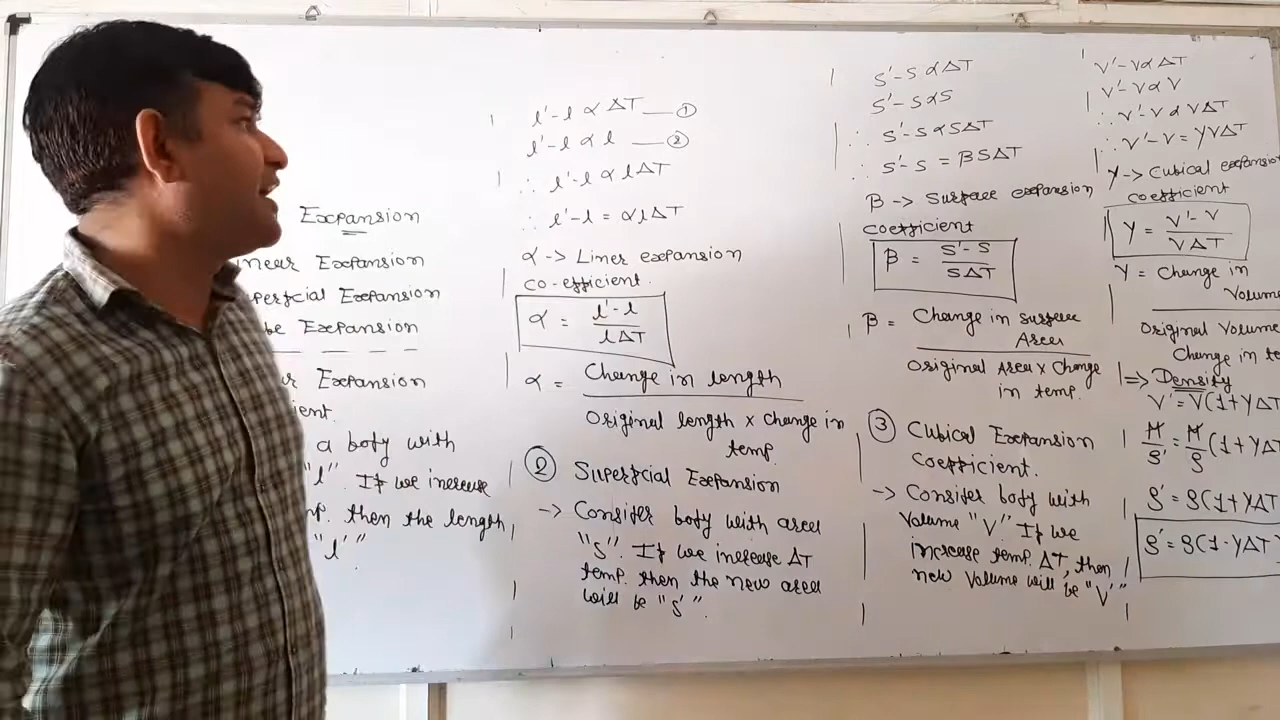 Expansion
near Expansion
perficial Expansion
be Expansion
r Expansion
ient.
a body with
"l". If we increase
mp. then the length
"l'".
l'-l α ΔT —— ①
l'-l α l —— ②
∴ l'-l α lΔT
∴ l'-l = αlΔT
α -> Liner expansion
co-efficient.
α = l'-l
lΔT
α = Change in length
Original length x Change in
temp.
② Superficial Expansion
-> Consider body with area
"S". If we increase ΔT
temp. then the new area
will be "S'".
S'-S α ΔT
S'-S α S
∴ S'-S α SΔT
∴ S'-S = β SΔT
β -> Surface expansion
coefficient
β = S'-S
SΔT
β = Change in surface
Area
Original Area x Change
in temp.
③ Cubical Expansion
Coefficient.
-> Consider body with
Volume "V". If we
increase temp. ΔT, then
new Volume will be "V'"
V'-V α ΔT
V'-V α V
∴ V'-V α VΔT
∴ V'-V = γVΔT
γ -> Cubical expansion
coefficient
γ = V'-V
VΔT
γ = Change in
Volume
Original Volume
Change in te
=> Density
V' = V(1+γΔT
M/ρ' = M/ρ (1+γΔ
ρ' = ρ(1+γΔT
ρ' = ρ(1-γΔT